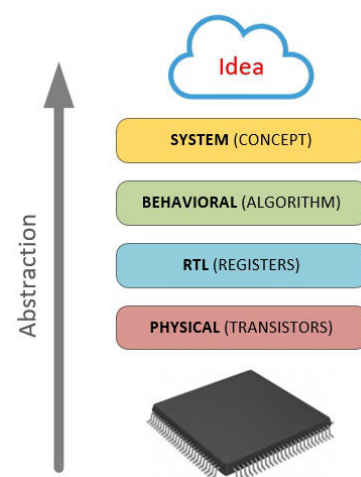 Idea
SYSTEM (CONCEPT)
BEHAVIORAL (ALGORITHM)
RTL (REGISTERS)
PHYSICAL (TRANSISTORS)
Abstraction